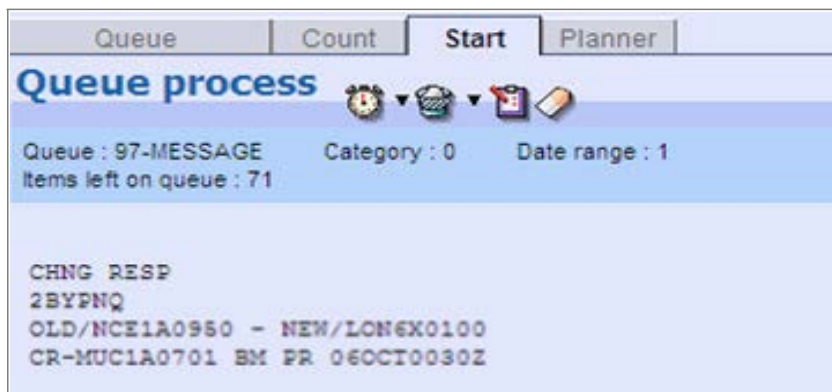 Queue Count Start Planner
Queue process
Queue : 97-MESSAGE Category : 0 Date range : 1
Items left on queue : 71
CHNG RESP
2BYPNQ
OLD/NCE1A0950 - NEW/LON6X0100
CR-MUC1A0701 BM PR 06OCT0030Z